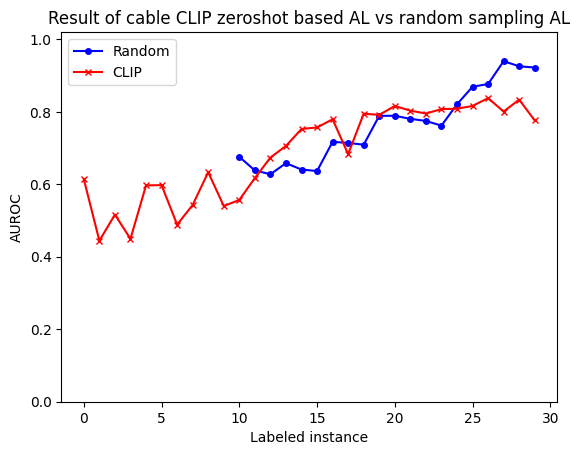 Result of cable CLIP zeroshot based AL vs random sampling AL
Random
CLIP
AUROC
1.0
0.8
0.6
0.4
0.2
0.0
0 5 10 15 20 25 30
Labeled instance